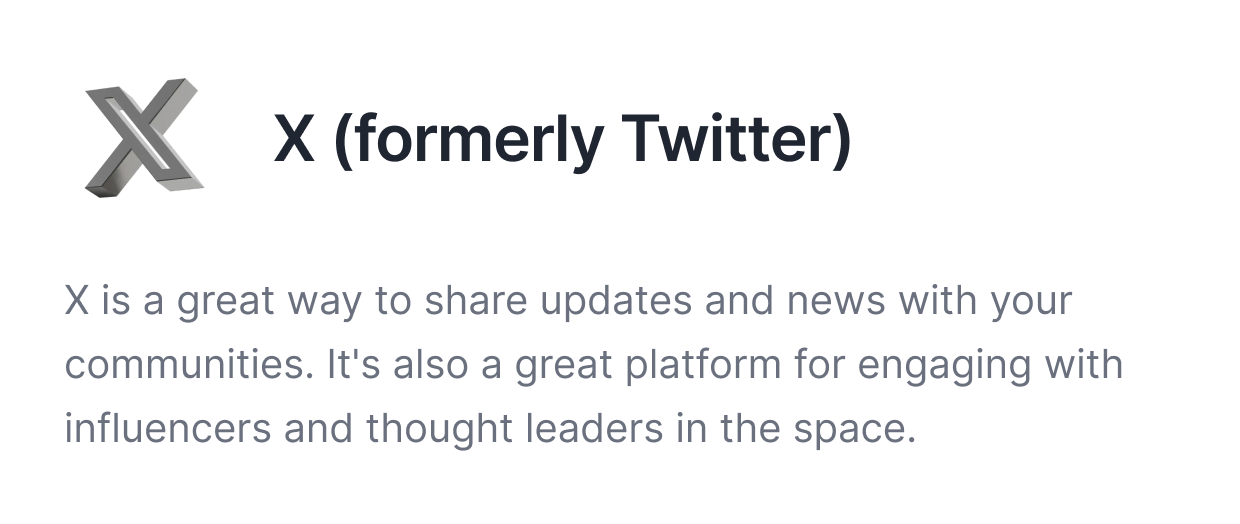 X (formerly Twitter)
X is a great way to share updates and news with your
communities. It's also a great platform for engaging with
influencers and thought leaders in the space.